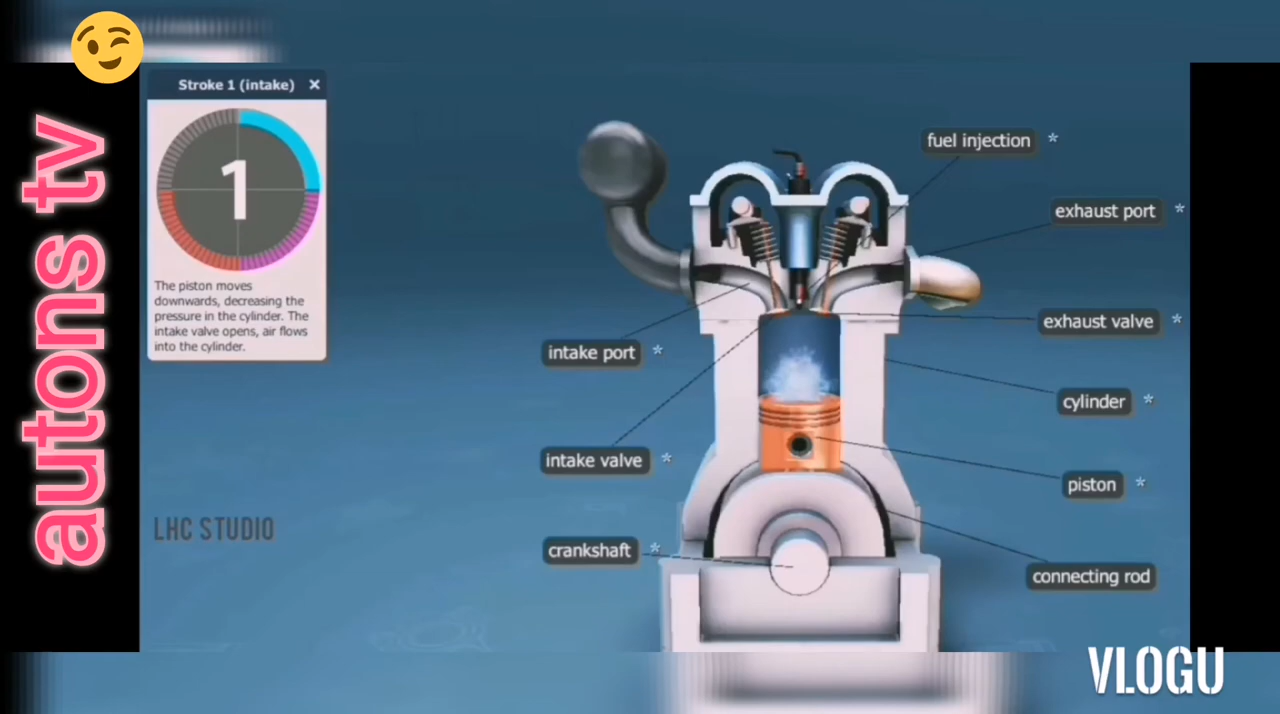 autons tv
Stroke 1 (intake) ×
1
The piston moves
downwards, decreasing the
pressure in the cylinder. The
intake valve opens, air flows
into the cylinder.
LHC STUDIO
fuel injection *
exhaust port *
exhaust valve *
intake port *
cylinder *
intake valve *
piston *
crankshaft *
connecting rod
VLOGU